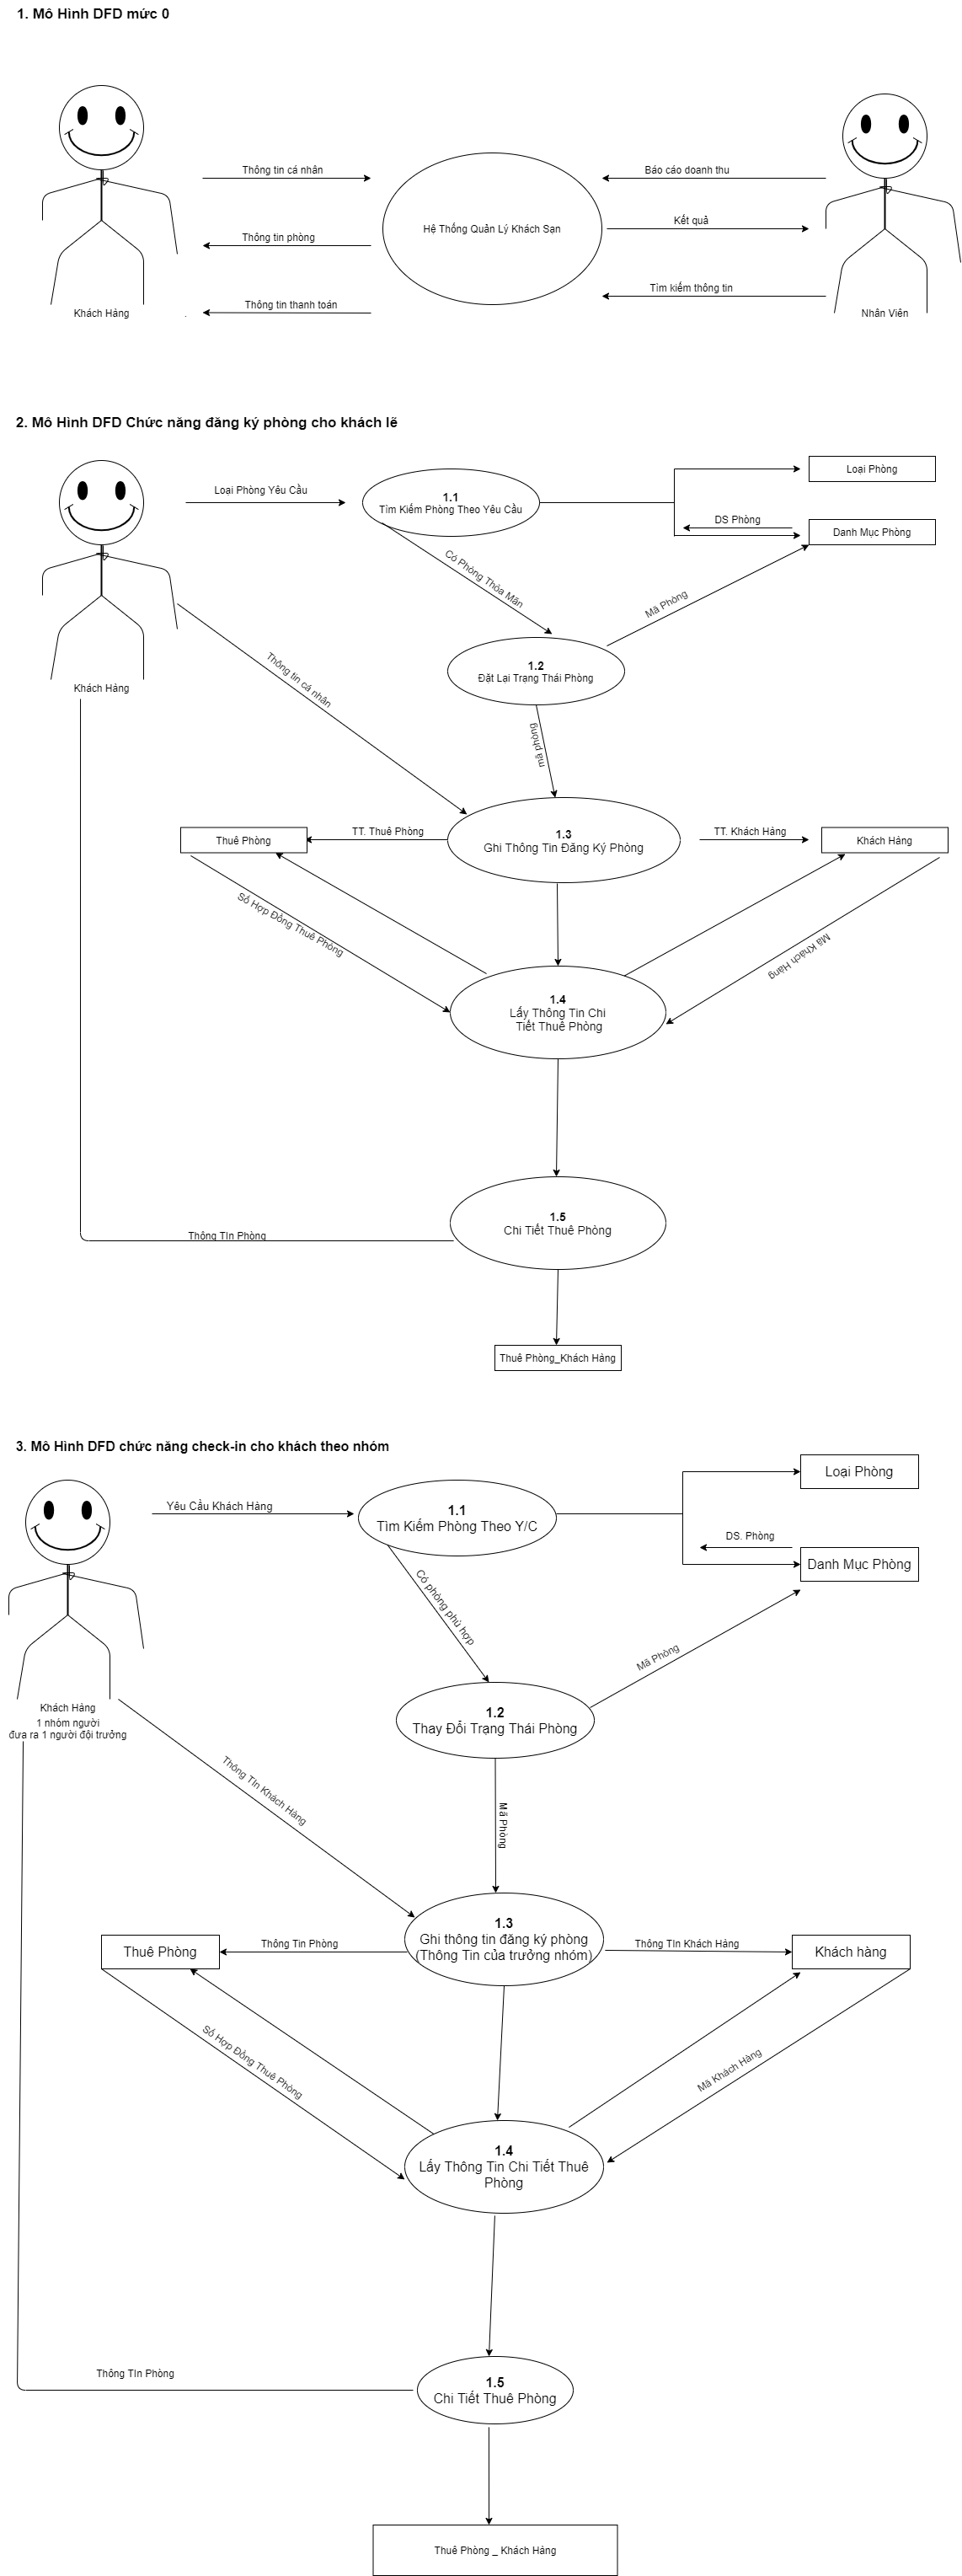 1. Mô Hình DFD mức 0
Thông tin cá nhân
Báo cáo doanh thu
Hệ Thống Quản Lý Khách Sạn
Kết quả
Thông tin phòng
Tìm kiếm thông tin
Thông tin thanh toán
Khách Hàng
Nhân Viên
2. Mô Hình DFD Chức năng đăng ký phòng cho khách lẽ
Loại Phòng
Loại Phòng Yêu Cầu
1.1
Tìm Kiếm Phòng Theo Yêu Cầu
DS Phòng
Danh Mục Phòng
Có Phòng Thỏa Mãn
Mã Phòng
1.2
Đặt Lại Trạng Thái Phòng
Khách Hàng
Thông tin cá nhân
mã phòng
TT. Thuê Phòng
1.3
Ghi Thông Tin Đăng Ký Phòng
TT. Khách Hàng
Thuê Phòng
Khách Hàng
Số Hợp Đồng Thuê Phòng
Mã Khách Hàng
1.4
Lấy Thông Tin Chi
Tiết Thuê Phòng
1.5
Chi Tiết Thuê Phòng
Thông TIn Phòng
Thuê Phòng_Khách Hàng
3. Mô Hình DFD chức năng check-in cho khách theo nhóm
Loại Phòng
Yêu Cầu Khách Hàng
1.1
Tìm Kiếm Phòng Theo Y/C
DS. Phòng
Danh Mục Phòng
Có phòng phù hợp
Mã Phòng
1.2
Thay Đổi Trạng Thái Phòng
Khách Hàng
1 nhóm người
đưa ra 1 người đội trưởng
Thông TIn Khách Hàng
Mã Phòng
1.3
Ghi thông tin đăng ký phòng
(Thông Tin của trưởng nhóm)
Thông Tin Phòng
Thông TIn Khách Hàng
Thuê Phòng
Khách hàng
Số Hợp Đồng Thuê Phòng
Mã Khách Hàng
1.4
Lấy Thông Tin Chi Tiết Thuê
Phòng
Thông TIn Phòng
1.5
Chi Tiết Thuê Phòng
Thuê Phòng _ Khách Hàng